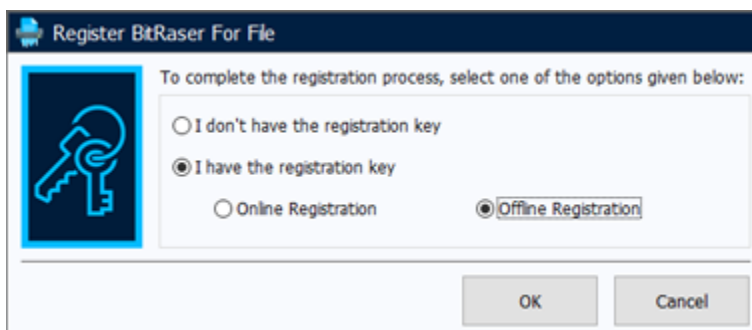 Register BitRaser For File
To complete the registration process, select one of the options given below:
I don't have the registration key
I have the registration key
Online Registration Offline Registration
OK Cancel